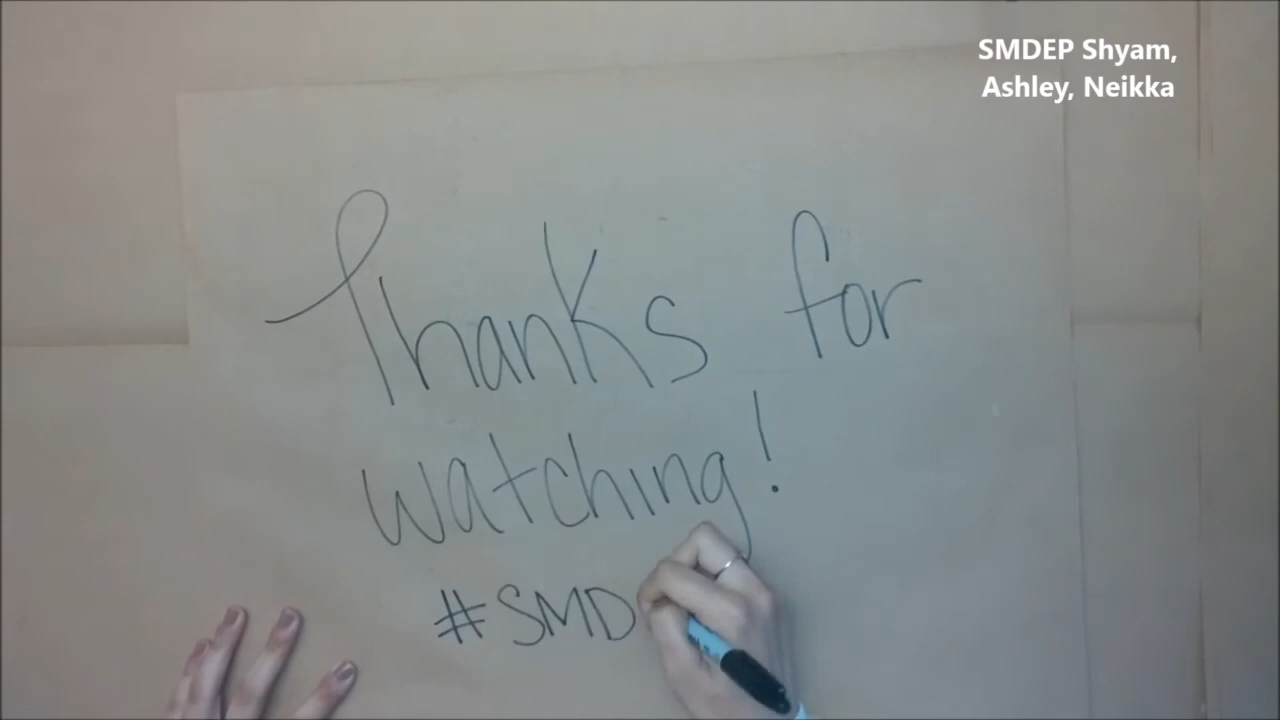 SMDEP Shyam,
Ashley, Neikka
Thanks for
watching!
#SMD